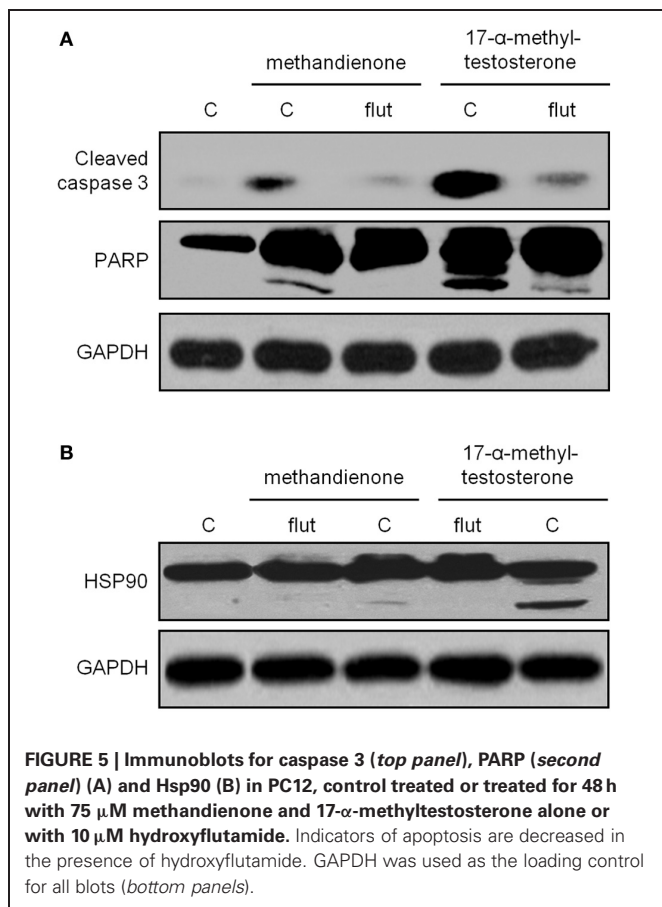 A
17-α-methyl-
methandienone testosterone
C C flut C flut
Cleaved
caspase 3
PARP
GAPDH
B
17-α-methyl-
methandienone testosterone
C flut C flut C
HSP90
GAPDH
FIGURE 5 | Immunoblots for caspase 3 (top panel), PARP (second
panel) (A) and Hsp90 (B) in PC12, control treated or treated for 48 h
with 75 μM methandienone and 17-α-methyltestosterone alone or
with 10 μM hydroxyflutamide. Indicators of apoptosis are decreased in
the presence of hydroxyflutamide. GAPDH was used as the loading control
for all blots (bottom panels).